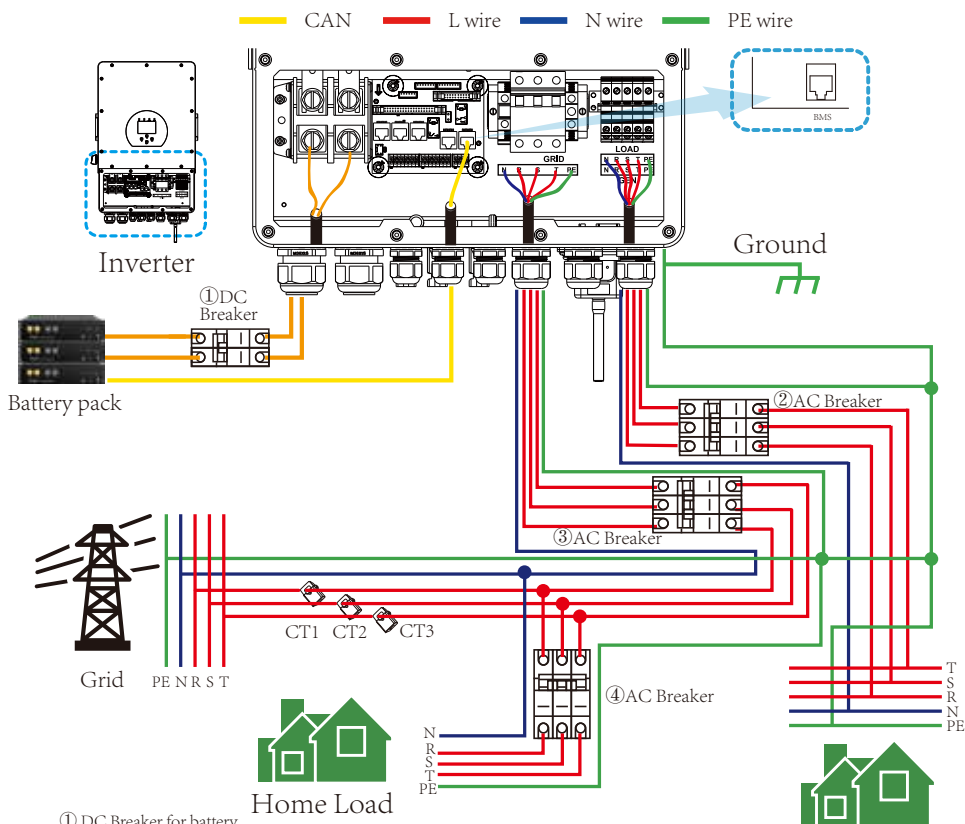 CAN
L wire
N wire
PE wire
BMS
GRID
N R S T PE
LOAD
GEN
Inverter
Ground
①DC
Breaker
Battery pack
②AC Breaker
③AC Breaker
CT1
CT2
CT3
Grid
PE N R S T
④AC Breaker
N
R
S
T
PE
T
S
R
N
PE
Home Load
① DC Breaker for battery